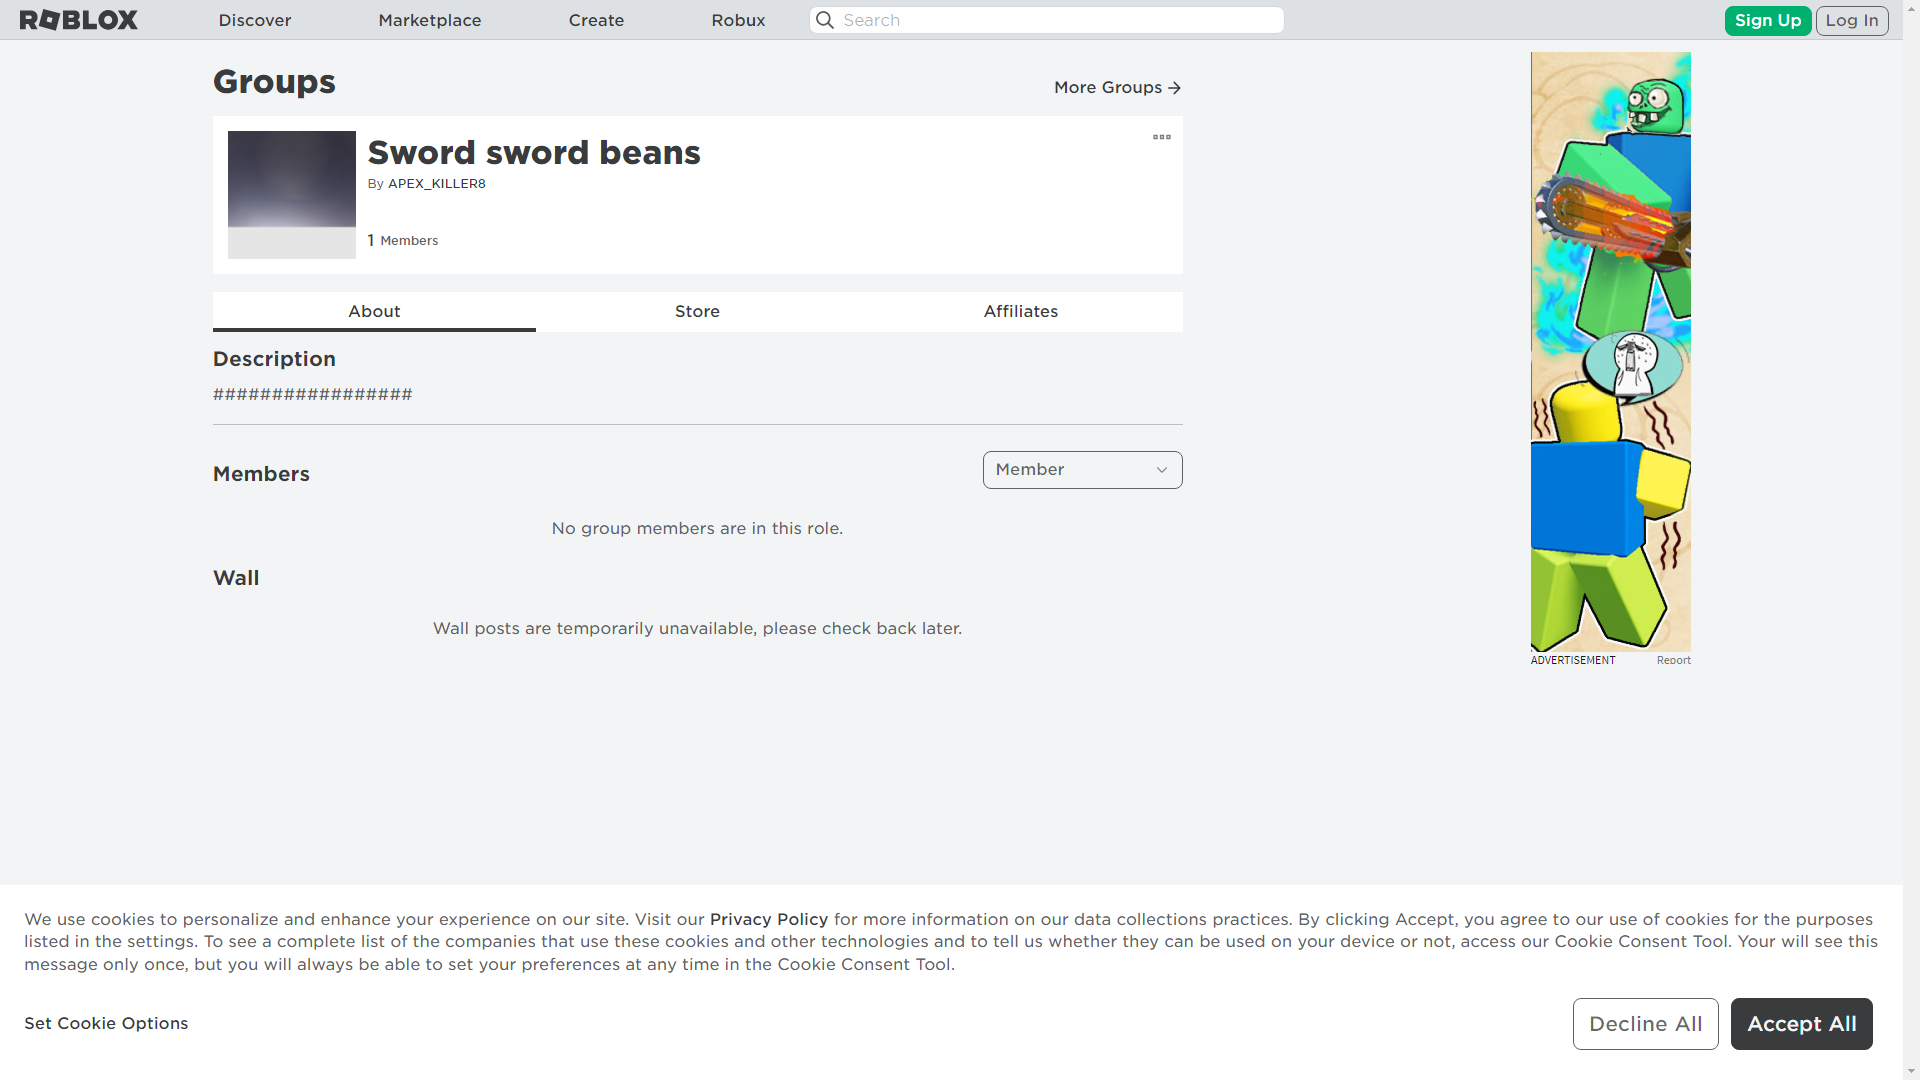 ROBLOX Discover Marketplace Create Robux Search Sign Up Log In
Groups
More Groups
Sword sword beans
By APEX_KILLER8
1 Members
About Store Affiliates
Description
#################
Members
Member
No group members are in this role.
Wall
Wall posts are temporarily unavailable, please check back later.
ADVERTISEMENT Report
We use cookies to personalize and enhance your experience on our site. Visit our Privacy Policy for more information on our data collections practices. By clicking Accept, you agree to our use of cookies for the purposes
listed in the settings. To see a complete list of the companies that use these cookies and other technologies and to tell us whether they can be used on your device or not, access our Cookie Consent Tool. Your will see this
message only once, but you will always be able to set your preferences at any time in the Cookie Consent Tool.
Set Cookie Options
Decline All
Accept All